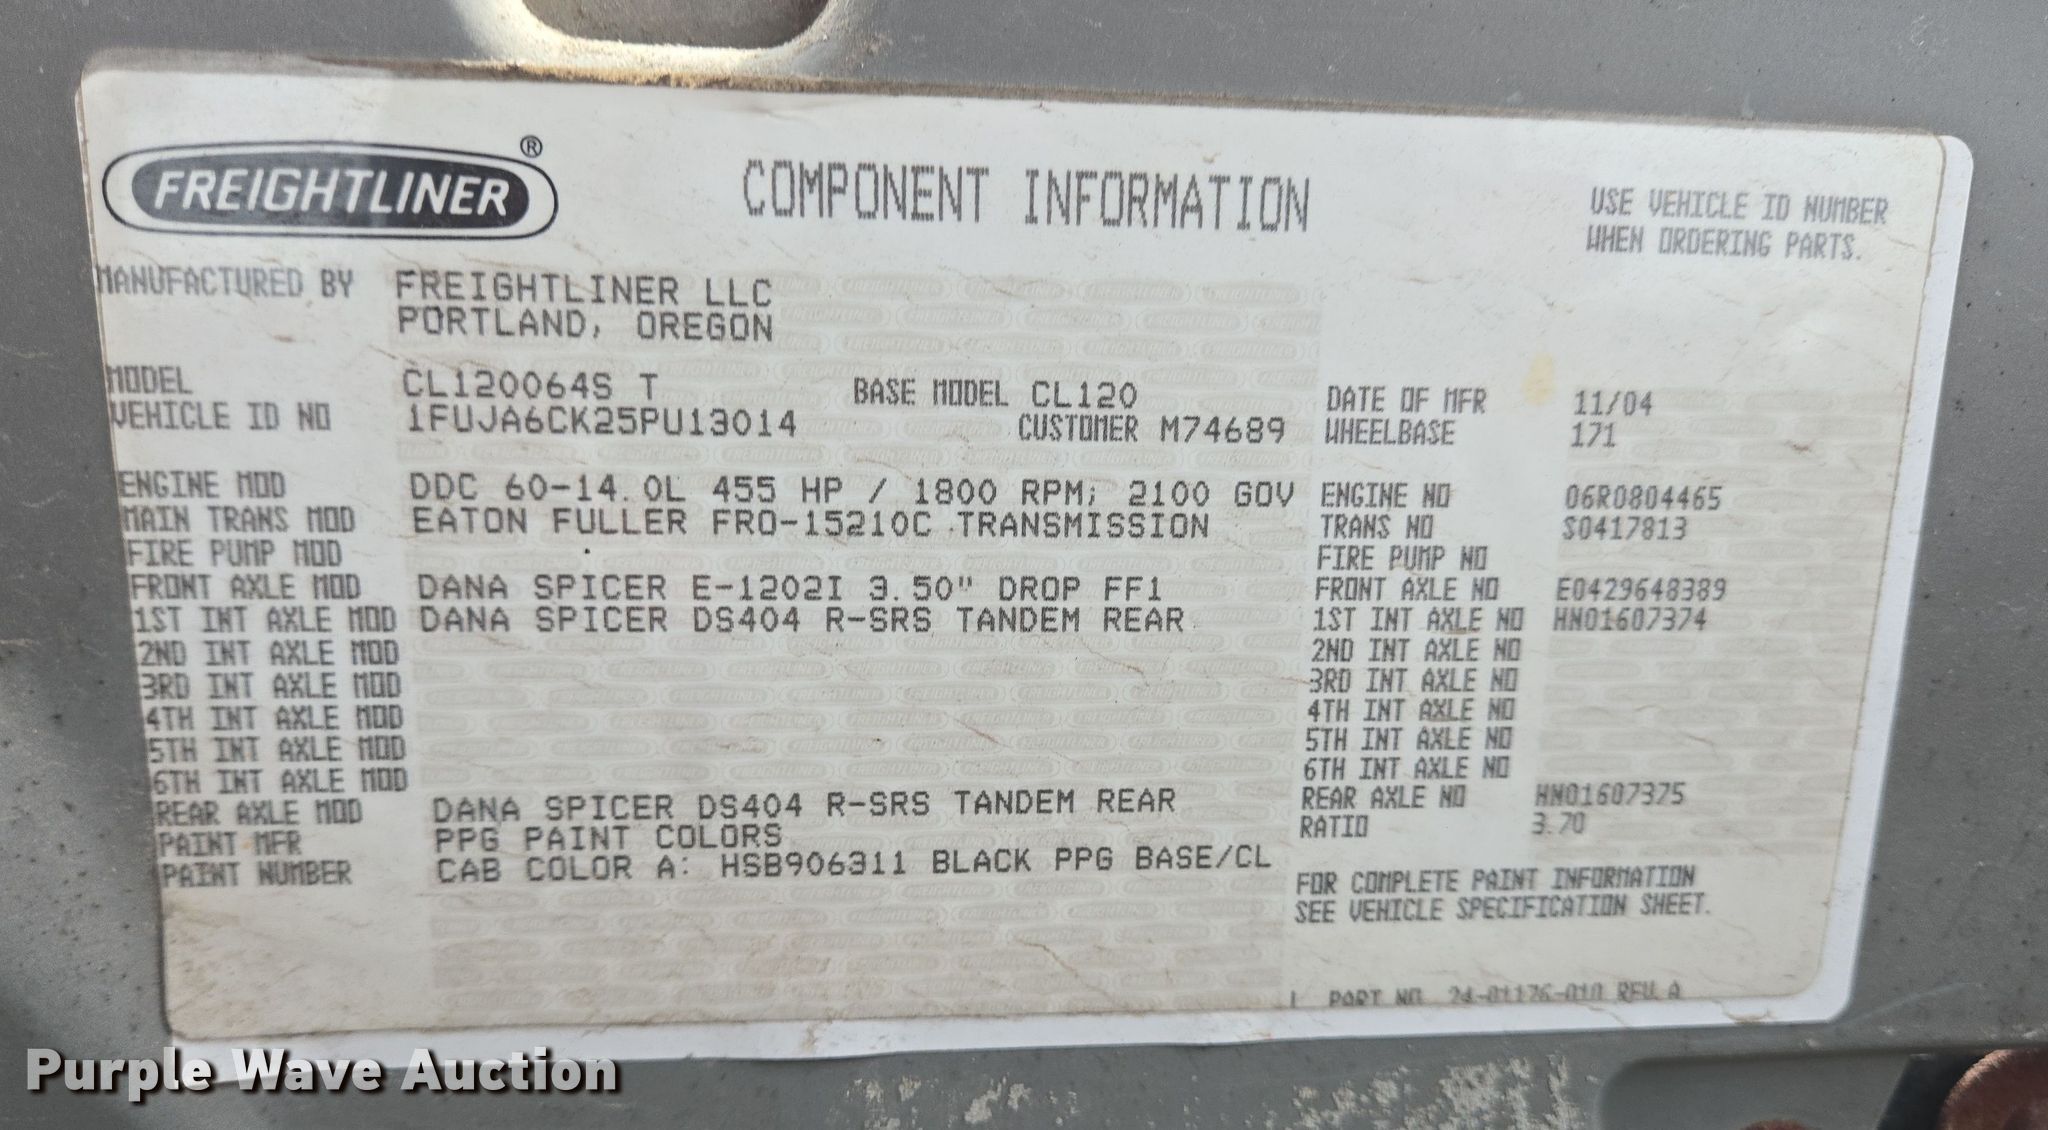 FREIGHTLINER®
COMPONENT INFORMATION
USE VEHICLE ID NUMBER
WHEN ORDERING PARTS.
MANUFACTURED BY FREIGHTLINER LLC
PORTLAND, OREGON
MODEL CL120064S T BASE MODEL CL120 DATE OF MFR 11/04
VEHICLE ID NO 1FUJA6CK25PU13014 CUSTOMER M74689 WHEELBASE 171
ENGINE MOD DDC 60-14.0L 455 HP / 1800 RPM; 2100 GOV ENGINE NO 06R0804465
MAIN TRANS MOD EATON FULLER FRO-15210C TRANSMISSION TRANS NO S0417813
FIRE PUMP MOD FIRE PUMP NO
FRONT AXLE MOD DANA SPICER E-1202I 3.50" DROP FF1 FRONT AXLE NO E0429648389
1ST INT AXLE MOD DANA SPICER DS404 R-SRS TANDEM REAR 1ST INT AXLE NO HN01607374
2ND INT AXLE MOD 2ND INT AXLE NO
3RD INT AXLE MOD 3RD INT AXLE NO
4TH INT AXLE MOD 4TH INT AXLE NO
5TH INT AXLE MOD 5TH INT AXLE NO
6TH INT AXLE MOD 6TH INT AXLE NO
REAR AXLE MOD DANA SPICER DS404 R-SRS TANDEM REAR REAR AXLE NO HN01607375
PAINT MFR PPG PAINT COLORS RATIO 3.70
PAINT NUMBER CAB COLOR A: HSB906311 BLACK PPG BASE/CL
FOR COMPLETE PAINT INFORMATION
SEE VEHICLE SPECIFICATION SHEET.
PART NO. 24-01176-010 REV A
Purple Wave Auction